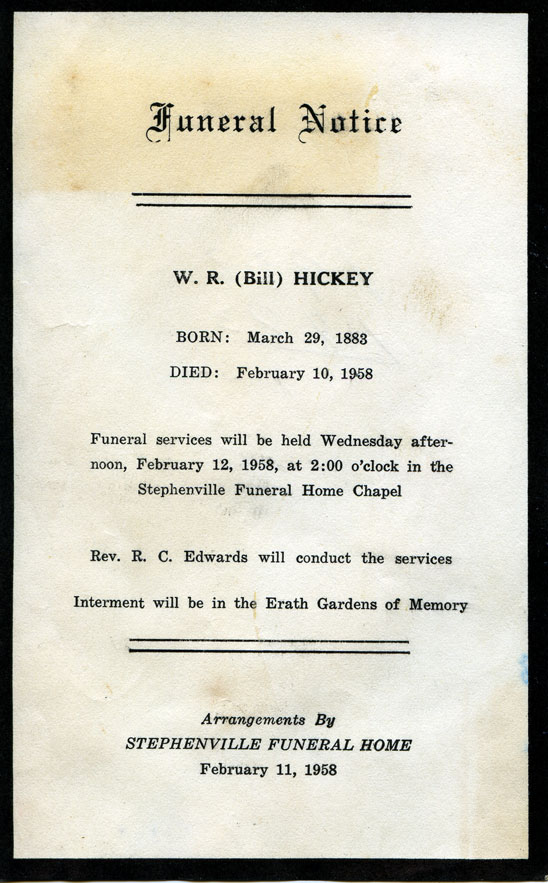 Funeral Notice
W. R. (Bill) HICKEY
BORN: March 29, 1883
DIED: February 10, 1958
Funeral services will be held Wednesday after-
noon, February 12, 1958, at 2:00 o'clock in the
Stephenville Funeral Home Chapel
Rev. R. C. Edwards will conduct the services
Interment will be in the Erath Gardens of Memory
Arrangements By
STEPHENVILLE FUNERAL HOME
February 11, 1958